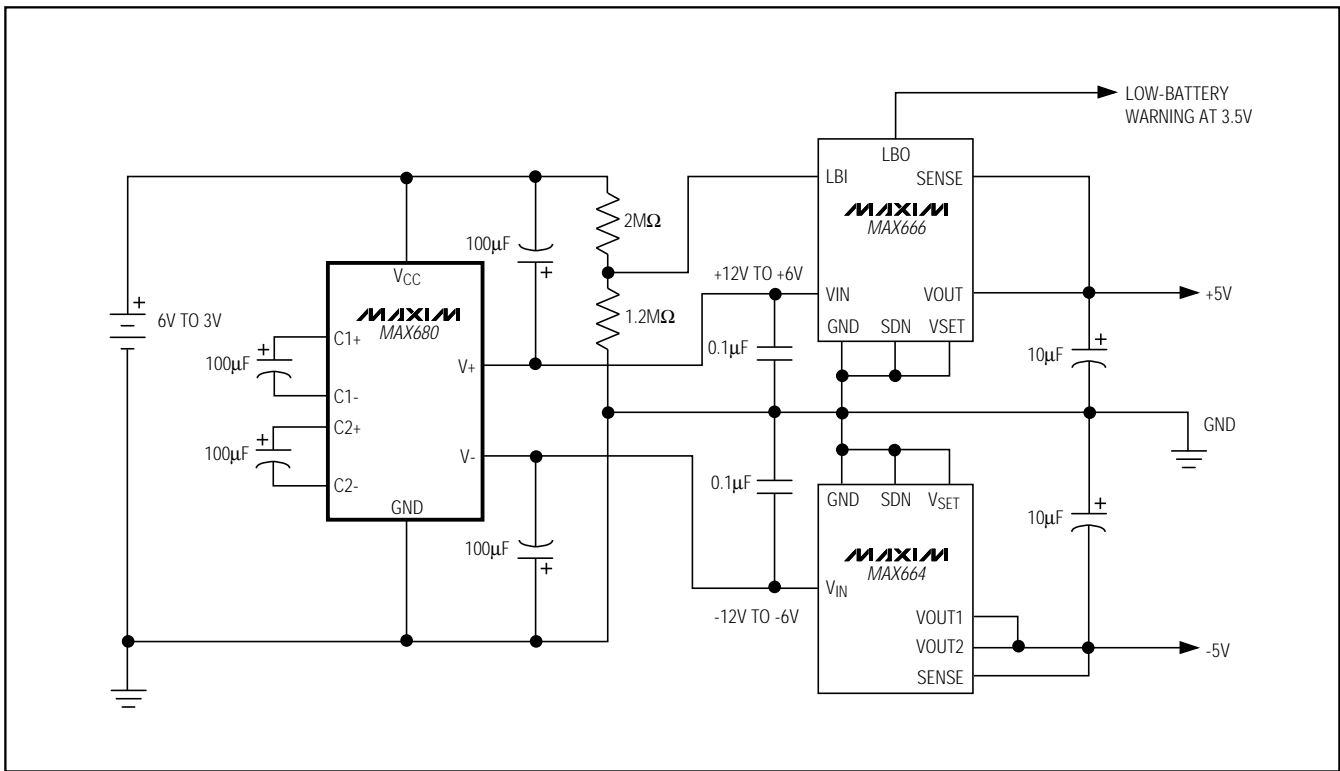 LOW-BATTERY
WARNING AT 3.5V
LBO
LBI
SENSE
MAXIM
MAX666
2MΩ
100µF
+
VCC
+12V TO +6V
VIN
VOUT
+5V
+
6V TO 3V
MAXIM
MAX680
1.2MΩ
GND
SDN
VSET
C1+
+
100µF
C1-
V+
0.1µF
10µF
+
C2+
+
100µF
C2-
V-
GND
GND
0.1µF
GND
SDN
VSET
10µF
+
100µF
+
MAXIM
MAX664
VIN
-12V TO -6V
VOUT1
VOUT2
-5V
SENSE